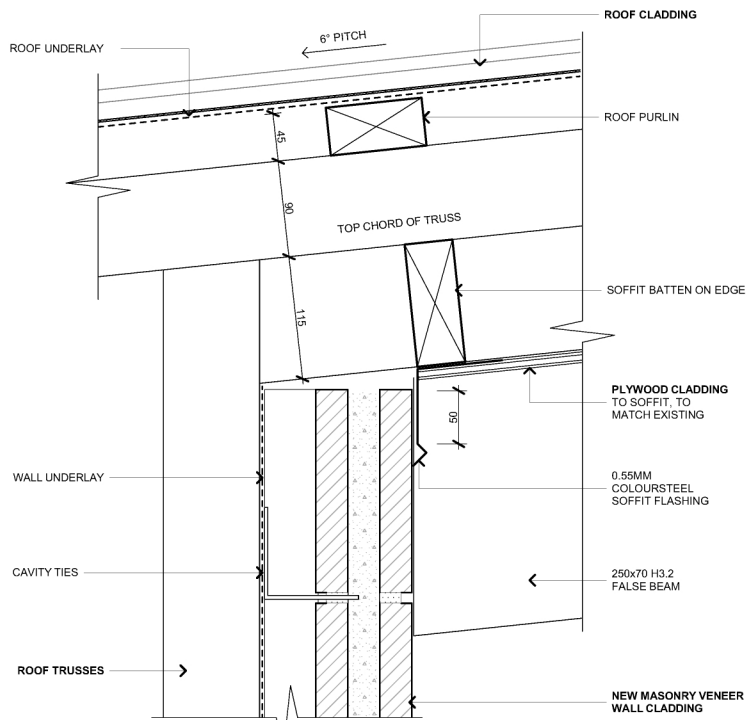 ROOF CLADDING
6° PITCH
ROOF UNDERLAY
ROOF PURLIN
45
90
TOP CHORD OF TRUSS
SOFFIT BATTEN ON EDGE
115
PLYWOOD CLADDING
TO SOFFIT, TO
MATCH EXISTING
50
WALL UNDERLAY
0.55MM
COLOURSTEEL
SOFFIT FLASHING
CAVITY TIES
250x70 H3.2
FALSE BEAM
ROOF TRUSSES
NEW MASONRY VENEER
WALL CLADDING